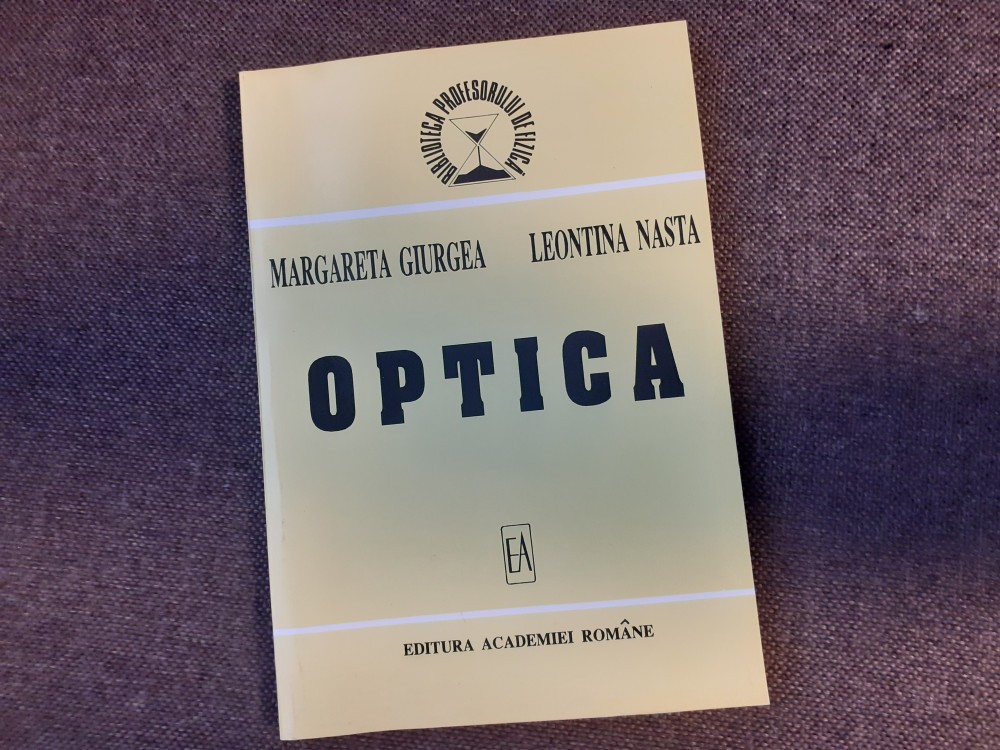 BIBLIOTECA PROFESORULUI DE FIZICĂ
MARGARETA GIURGEA LEONTINA NASTA
OPTICA
EA
EDITURA ACADEMIEI ROMÂNE